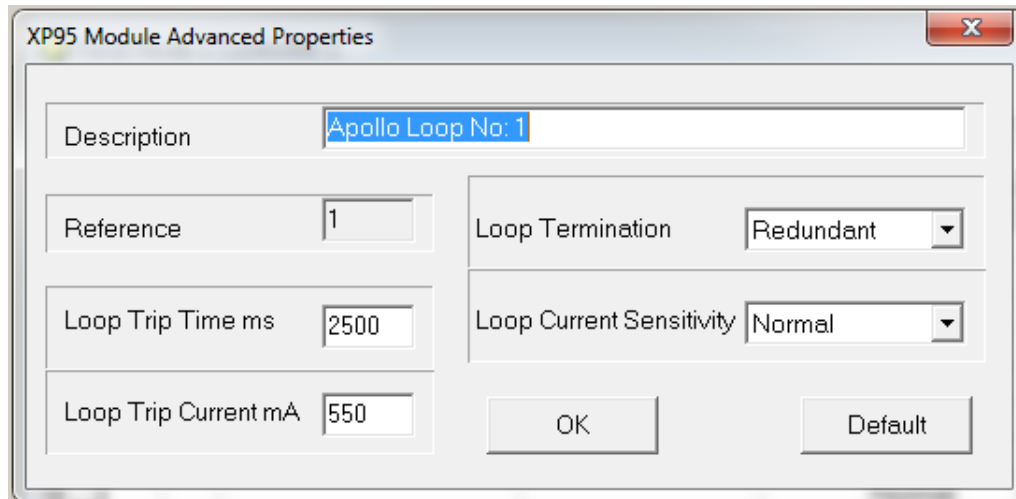 XP95 Module Advanced Properties
Description
Apollo Loop No: 1
Reference
1
Loop Termination
Redundant
Loop Trip Time ms
2500
Loop Current Sensitivity
Normal
Loop Trip Current mA
550
OK
Default